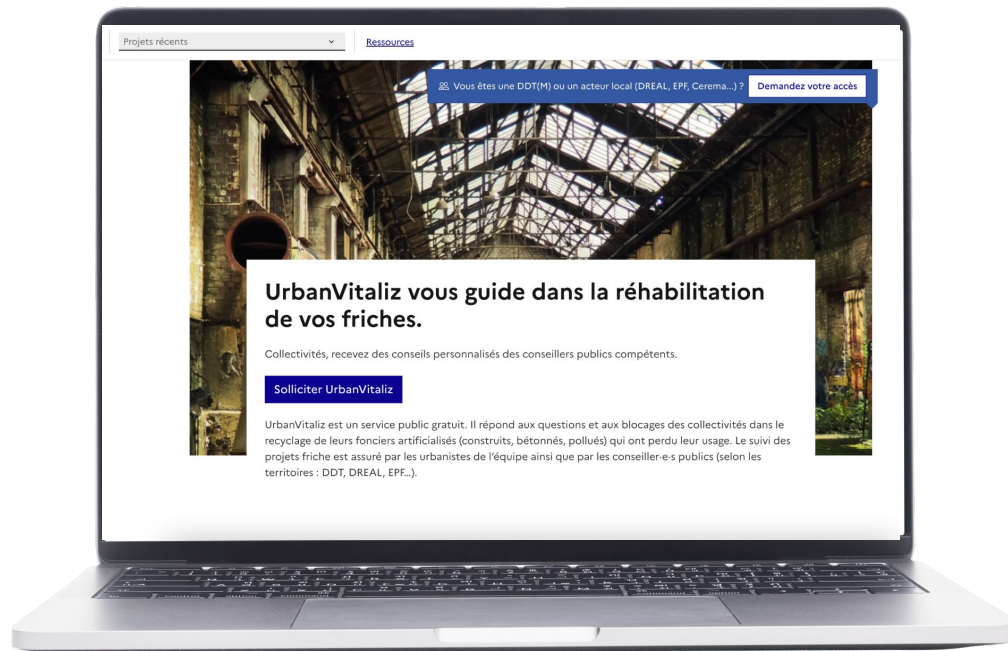 Projets récents
Ressources
Vous êtes une DDT(M) ou un acteur local (DREAL, EPF, Cerema...) ? Demandez votre accès
UrbanVitaliz vous guide dans la réhabilitation
de vos friches.
Collectivités, recevez des conseils personnalisés des conseillers publics compétents.
Solliciter UrbanVitaliz
UrbanVitaliz est un service public gratuit. Il répond aux questions et aux blocages des collectivités dans le
recyclage de leurs fonciers artificialisés (construits, bétonnés, pollués) qui ont perdu leur usage. Le suivi des
projets friche est assuré par les urbanistes de l'équipe ainsi que par les conseiller·e·s publics (selon les
territoires : DDT, DREAL, EPF…).